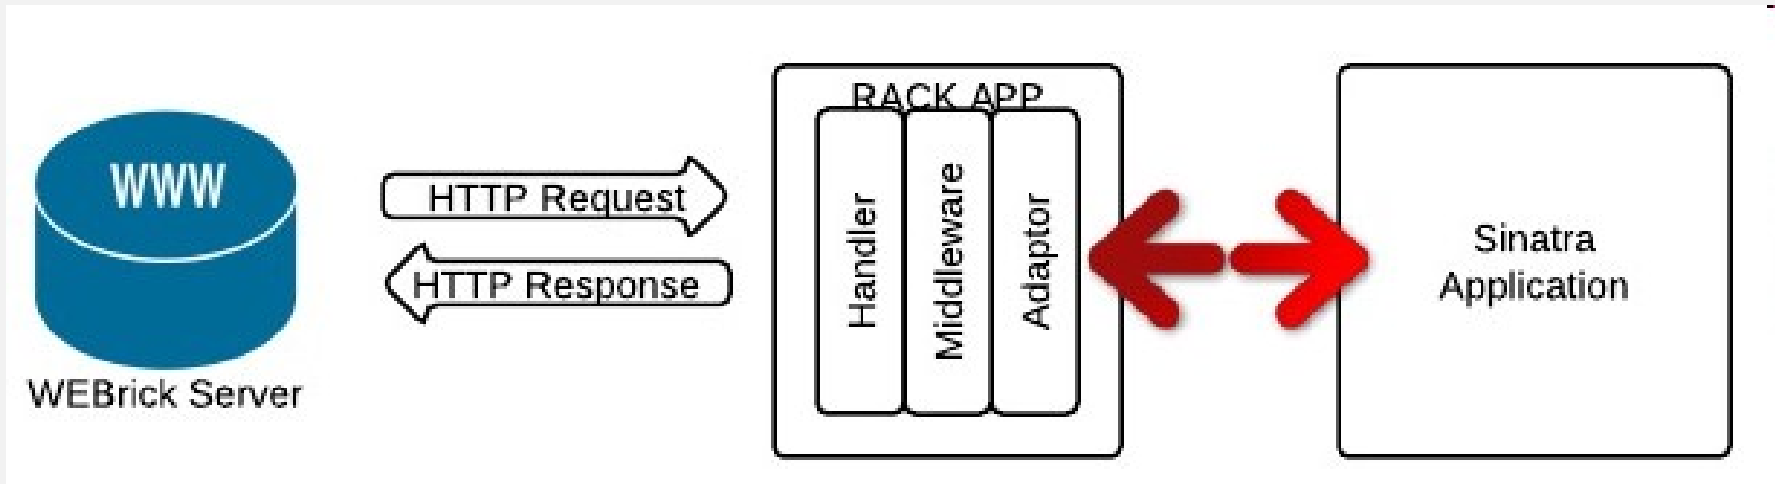 WWW
WEBrick Server
HTTP Request
HTTP Response
RACK APP
Handler
Middleware
Adaptor
Sinatra
Application